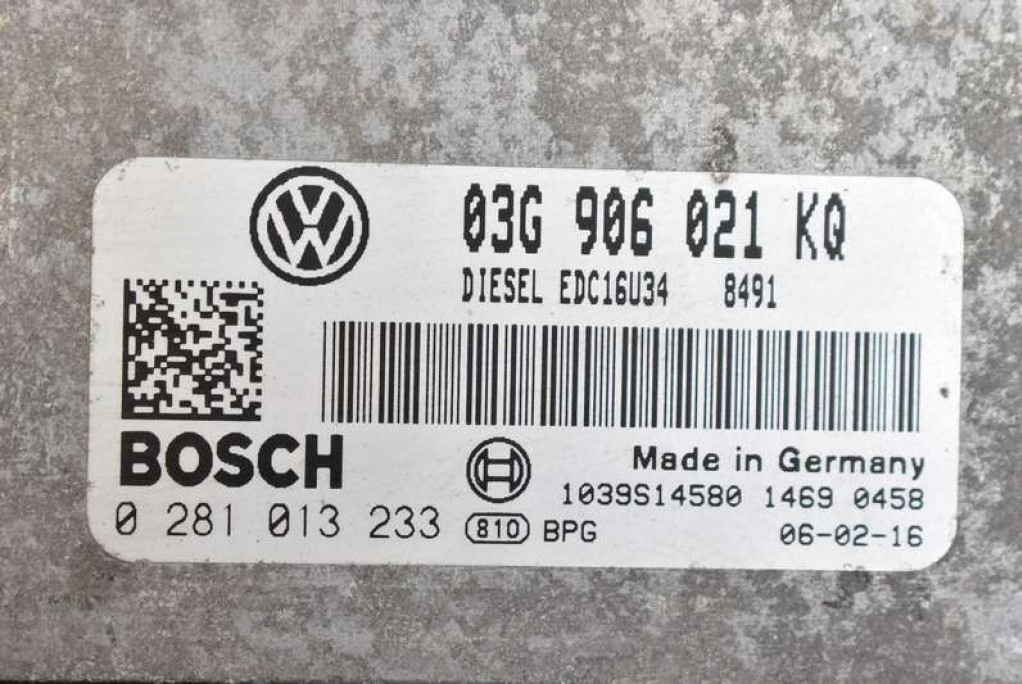 03G 906 021 KQ
DIESEL EDC16U34 8491
BOSCH
Made in Germany
1039S14580 1469 0458
0 281 013 233 810 BPG 06-02-16